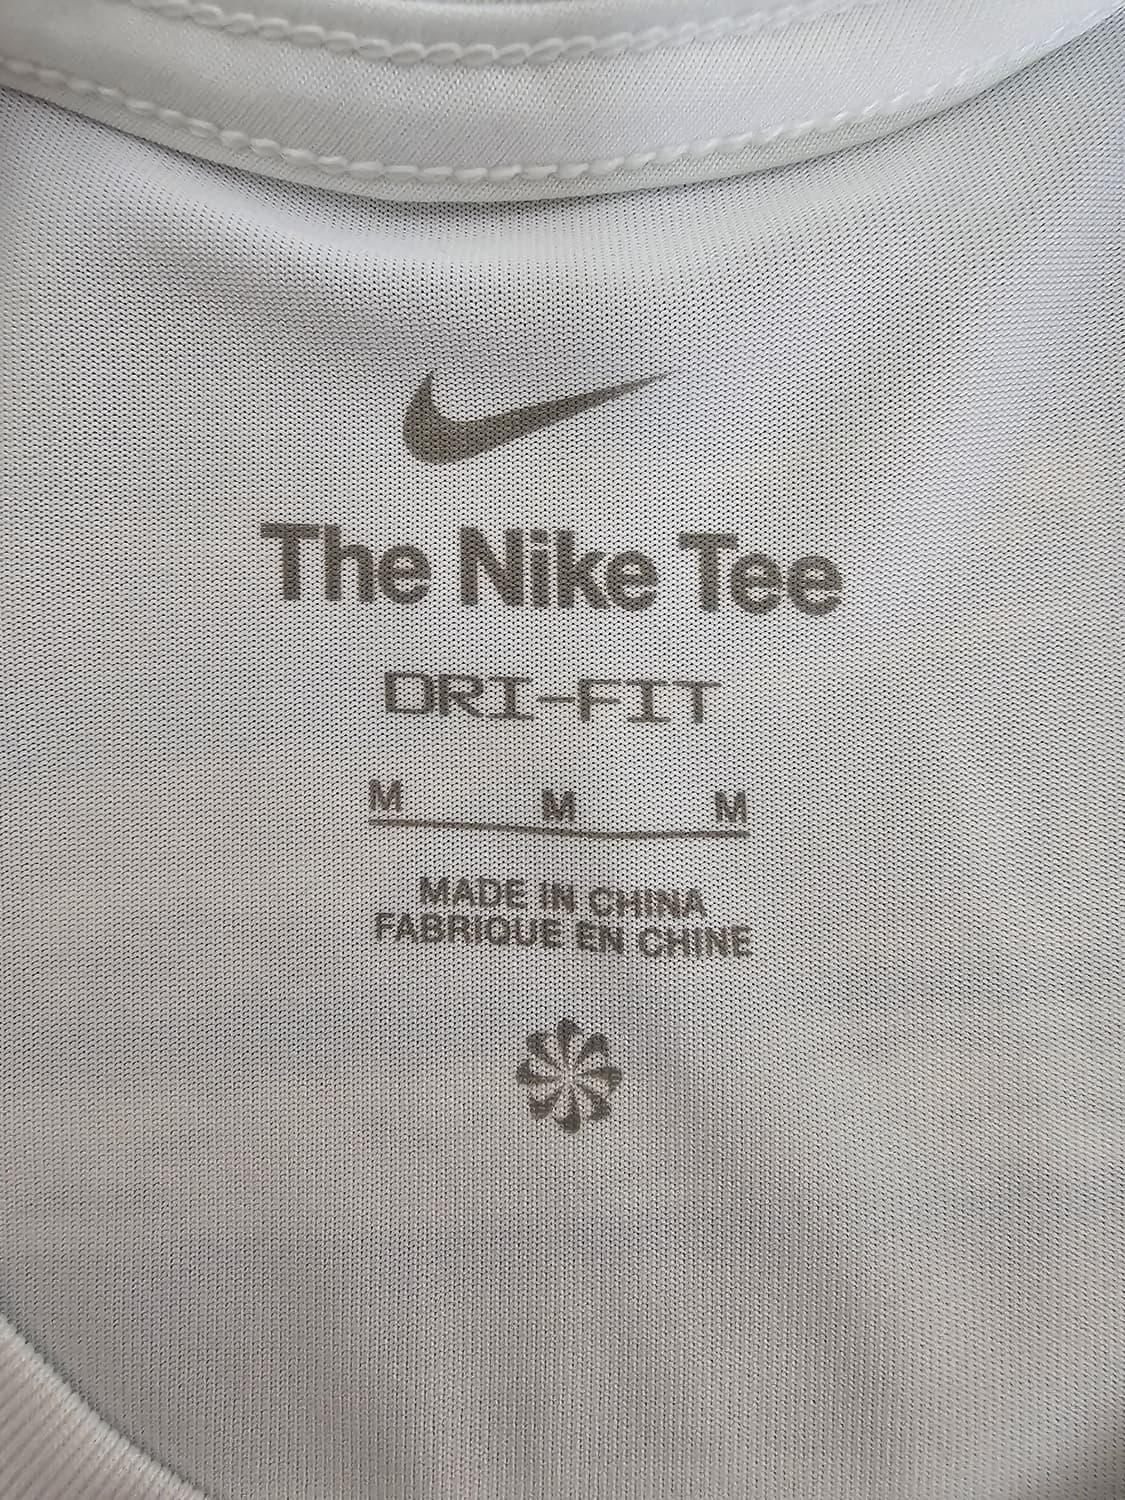 The Nike Tee
DRI-FIT
M M M
MADE IN CHINA
FABRIQUE EN CHINE